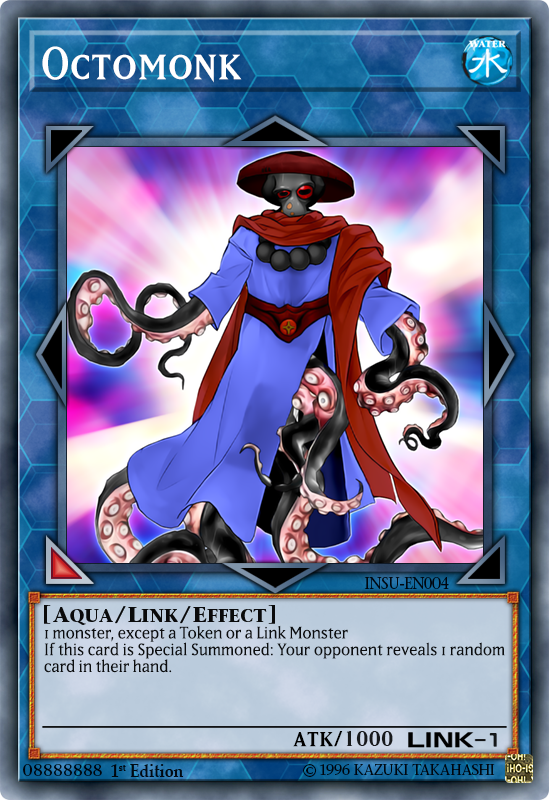 Octomonk
WATER
水
INSU-EN004
[Aqua/Link/Effect]
1 monster, except a Token or a Link Monster
If this card is Special Summoned: Your opponent reveals 1 random
card in their hand.
ATK/1000 LINK-1
08888888 1st Edition © 1996 KAZUKI TAKAHASHI